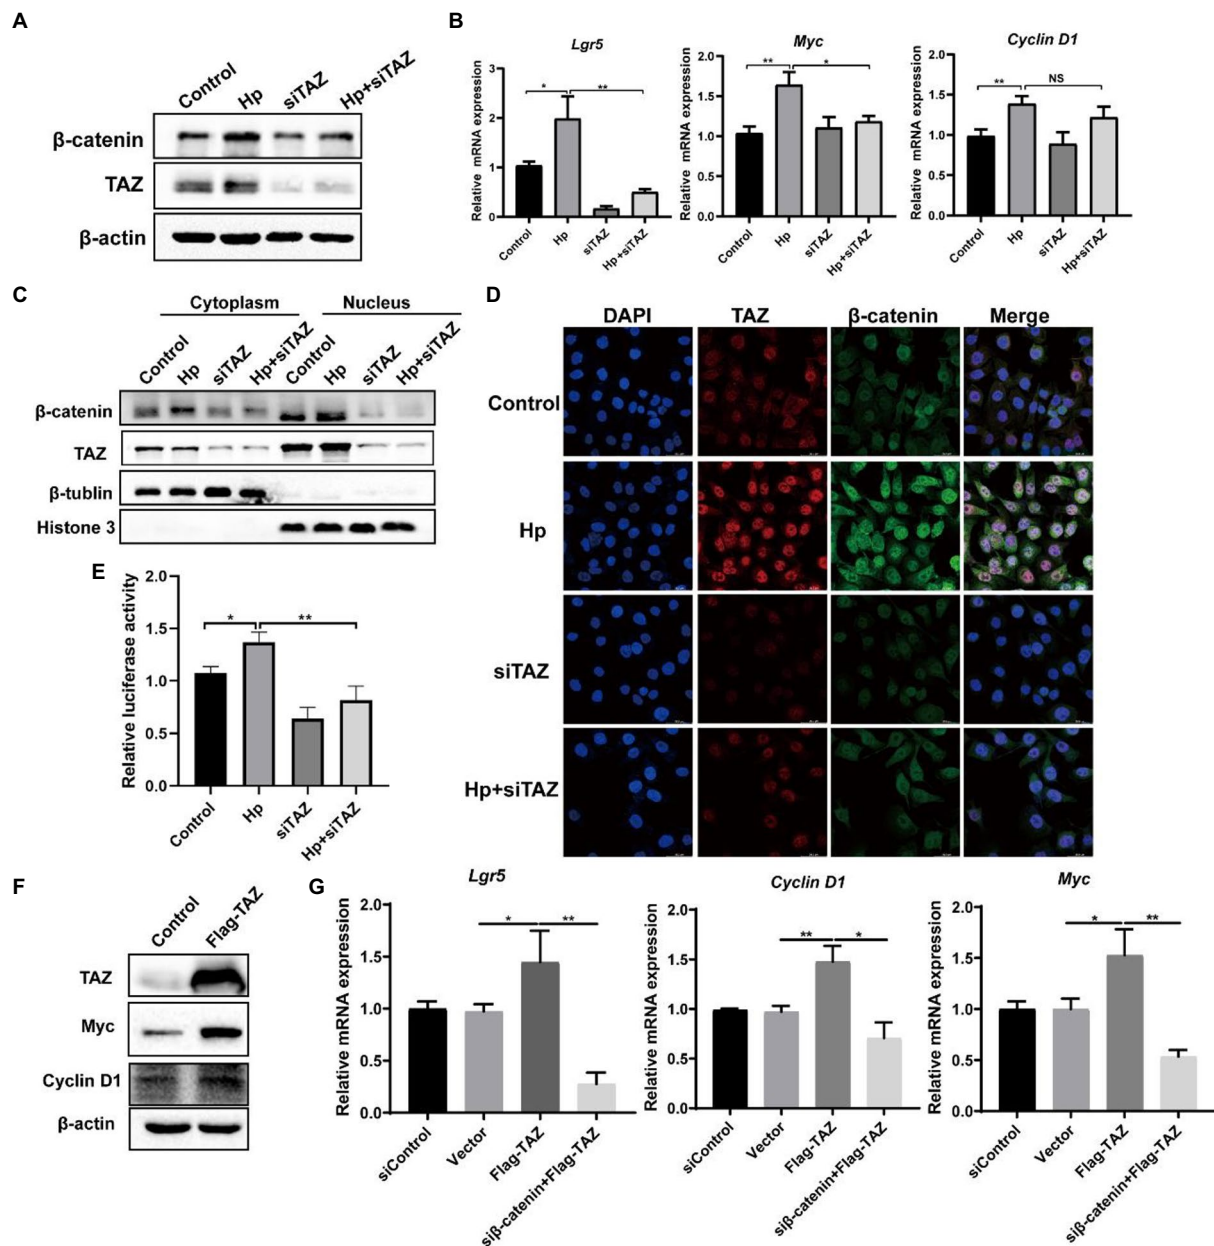 A
Control
Hp
siTAZ
Hp+siTAZ
β-catenin
TAZ
β-actin
B
Lgr5
Relative mRNA expression
3
2
1
0
*
**
Control
Hp
siTAZ
Hp+siTAZ
Myc
Relative mRNA expression
2.0
1.5
1.0
0.5
0.0
**
*
Control
Hp
siTAZ
Hp+siTAZ
Cyclin D1
Relative mRNA expression
2.0
1.5
1.0
0.5
0.0
**
NS
Control
Hp
siTAZ
Hp+siTAZ
C
Cytoplasm
Nucleus
Control
Hp
siTAZ
Hp+siTAZ
Control
Hp
siTAZ
Hp+siTAZ
β-catenin
TAZ
β-tublin
Histone 3
D
DAPI
TAZ
β-catenin
Merge
Control
Hp
siTAZ
Hp+siTAZ
E
Relative luciferase activity
2.0
1.5
1.0
0.5
0.0
*
**
Control
Hp
siTAZ
Hp+siTAZ
F
Control
Flag-TAZ
TAZ
Myc
Cyclin D1
β-actin
G
Lgr5
Relative mRNA expression
2.0
1.5
1.0
0.5
0.0
*
**
siControl
Vector
Flag-TAZ
siβ-catenin+Flag-TAZ
Cyclin D1
Relative mRNA expression
2.0
1.5
1.0
0.5
0.0
**
*
siControl
Vector
Flag-TAZ
siβ-catenin+Flag-TAZ
Myc
Relative mRNA expression
2.0
1.5
1.0
0.5
0.0
*
**
siControl
Vector
Flag-TAZ
siβ-catenin+Flag-TAZ